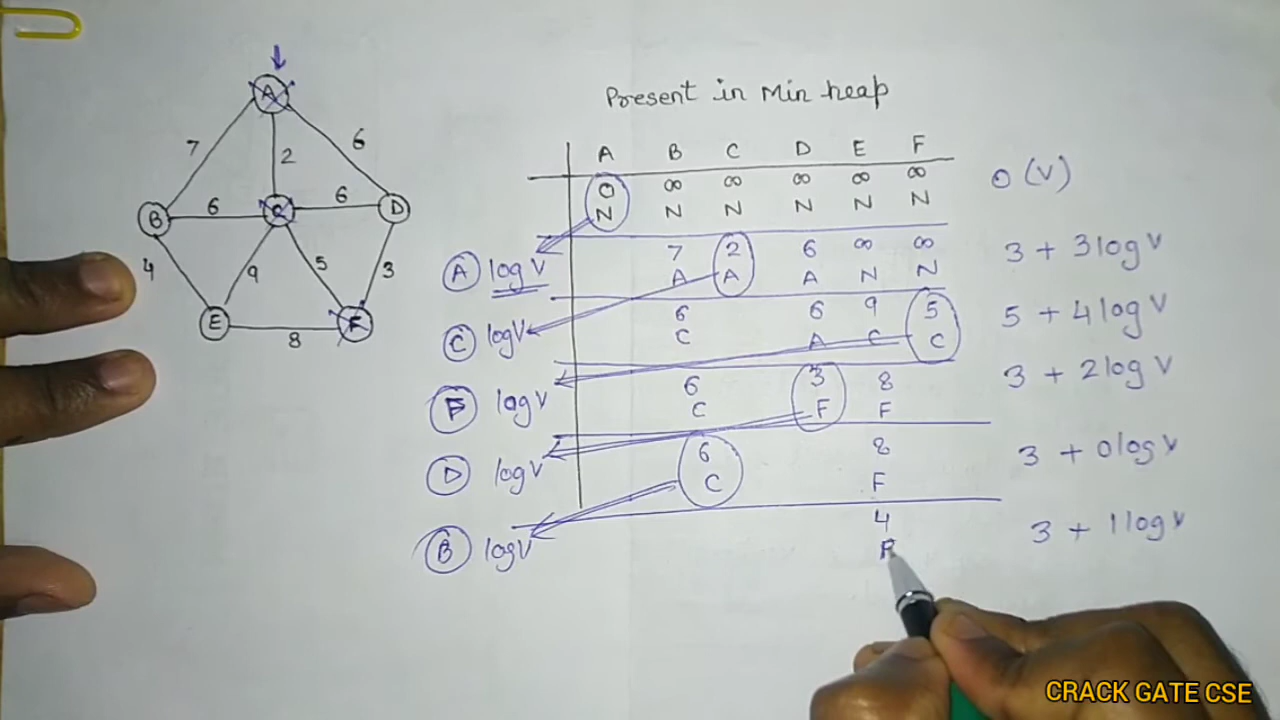 Present in Min heap
A
7 2 6
B 6 C 6 D
4 9 5 3
E 8 F
A B C D E F
0 ∞ ∞ ∞ ∞ ∞ O(V)
N N N N N N
A logV 7 2 6 ∞ ∞ 3 + 3logV
A A A N N
C logV 6 6 9 5 5 + 4logV
C A C C
F logV 6 3 8 3 + 2logV
C F F
D logV 6 8 3 + 0logV
C F
B logV 4 3 + 1logV
CRACK GATE CSE